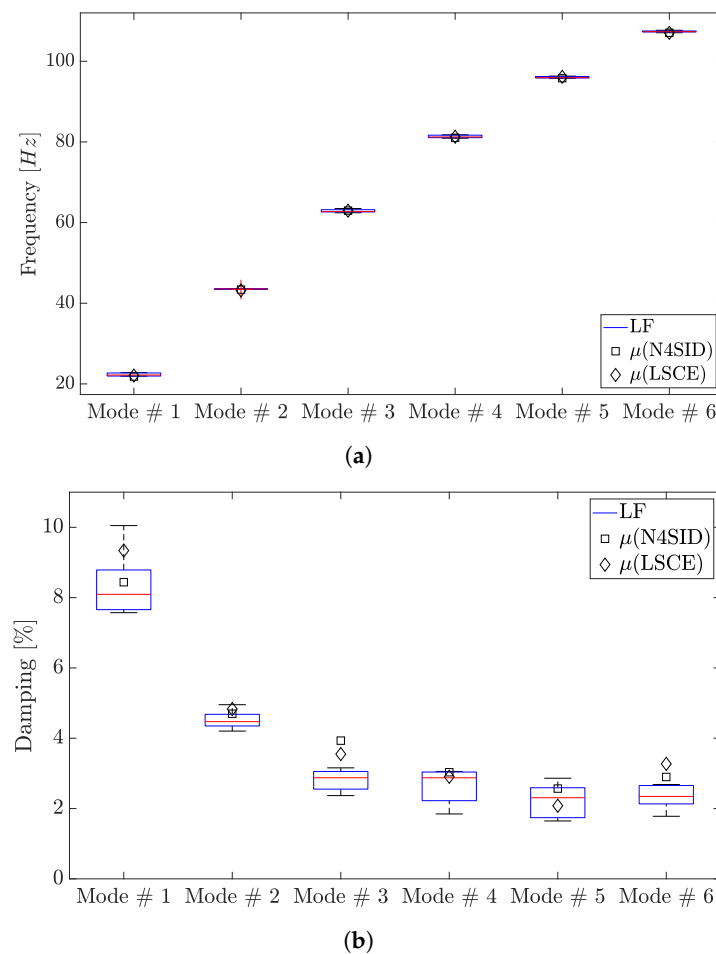 Frequency [Hz]
100
80
60
40
20
LF
μ(N4SID)
μ(LSCE)
Mode # 1 Mode # 2 Mode # 3 Mode # 4 Mode # 5 Mode # 6
(a)
Damping [%]
10
8
6
4
2
0
LF
μ(N4SID)
μ(LSCE)
Mode # 1 Mode # 2 Mode # 3 Mode # 4 Mode # 5 Mode # 6
(b)